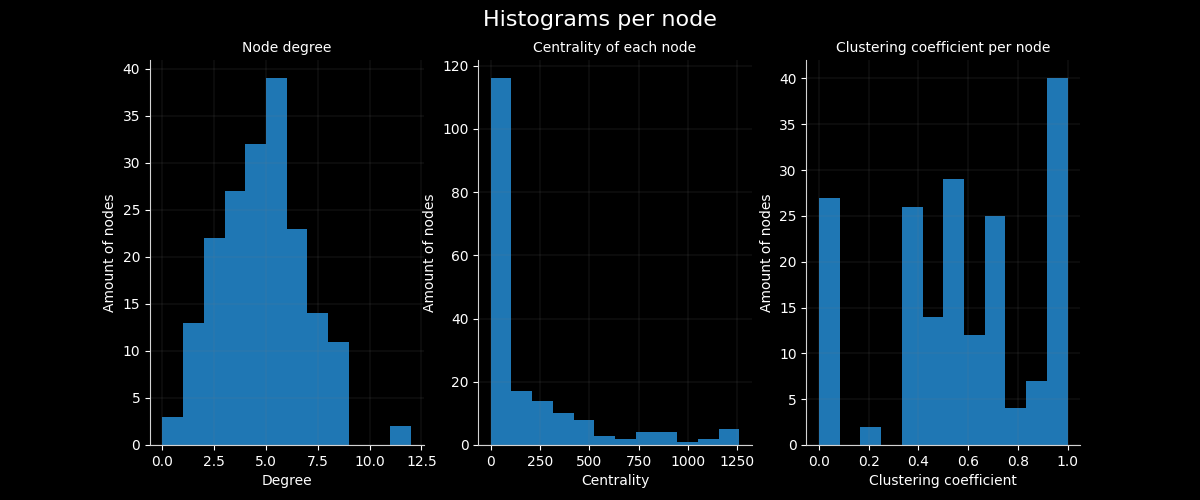 Histograms per node
Node degree
Amount of nodes
40
35
30
25
20
15
10
5
0
0.0 2.5 5.0 7.5 10.0 12.5
Degree
Centrality of each node
Amount of nodes
120
100
80
60
40
20
0
0 250 500 750 1000 1250
Centrality
Clustering coefficient per node
Amount of nodes
40
35
30
25
20
15
10
5
0
0.0 0.2 0.4 0.6 0.8 1.0
Clustering coefficient